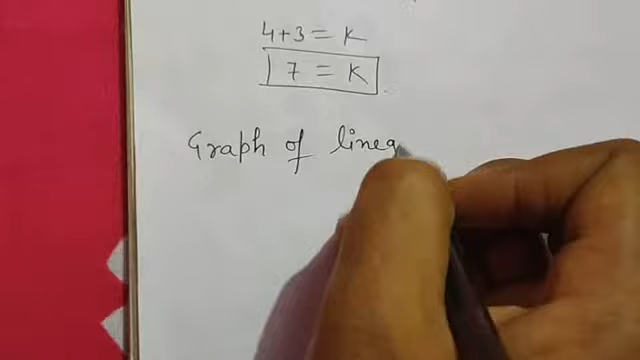 4+3 = K
7 = K
Graph of linea